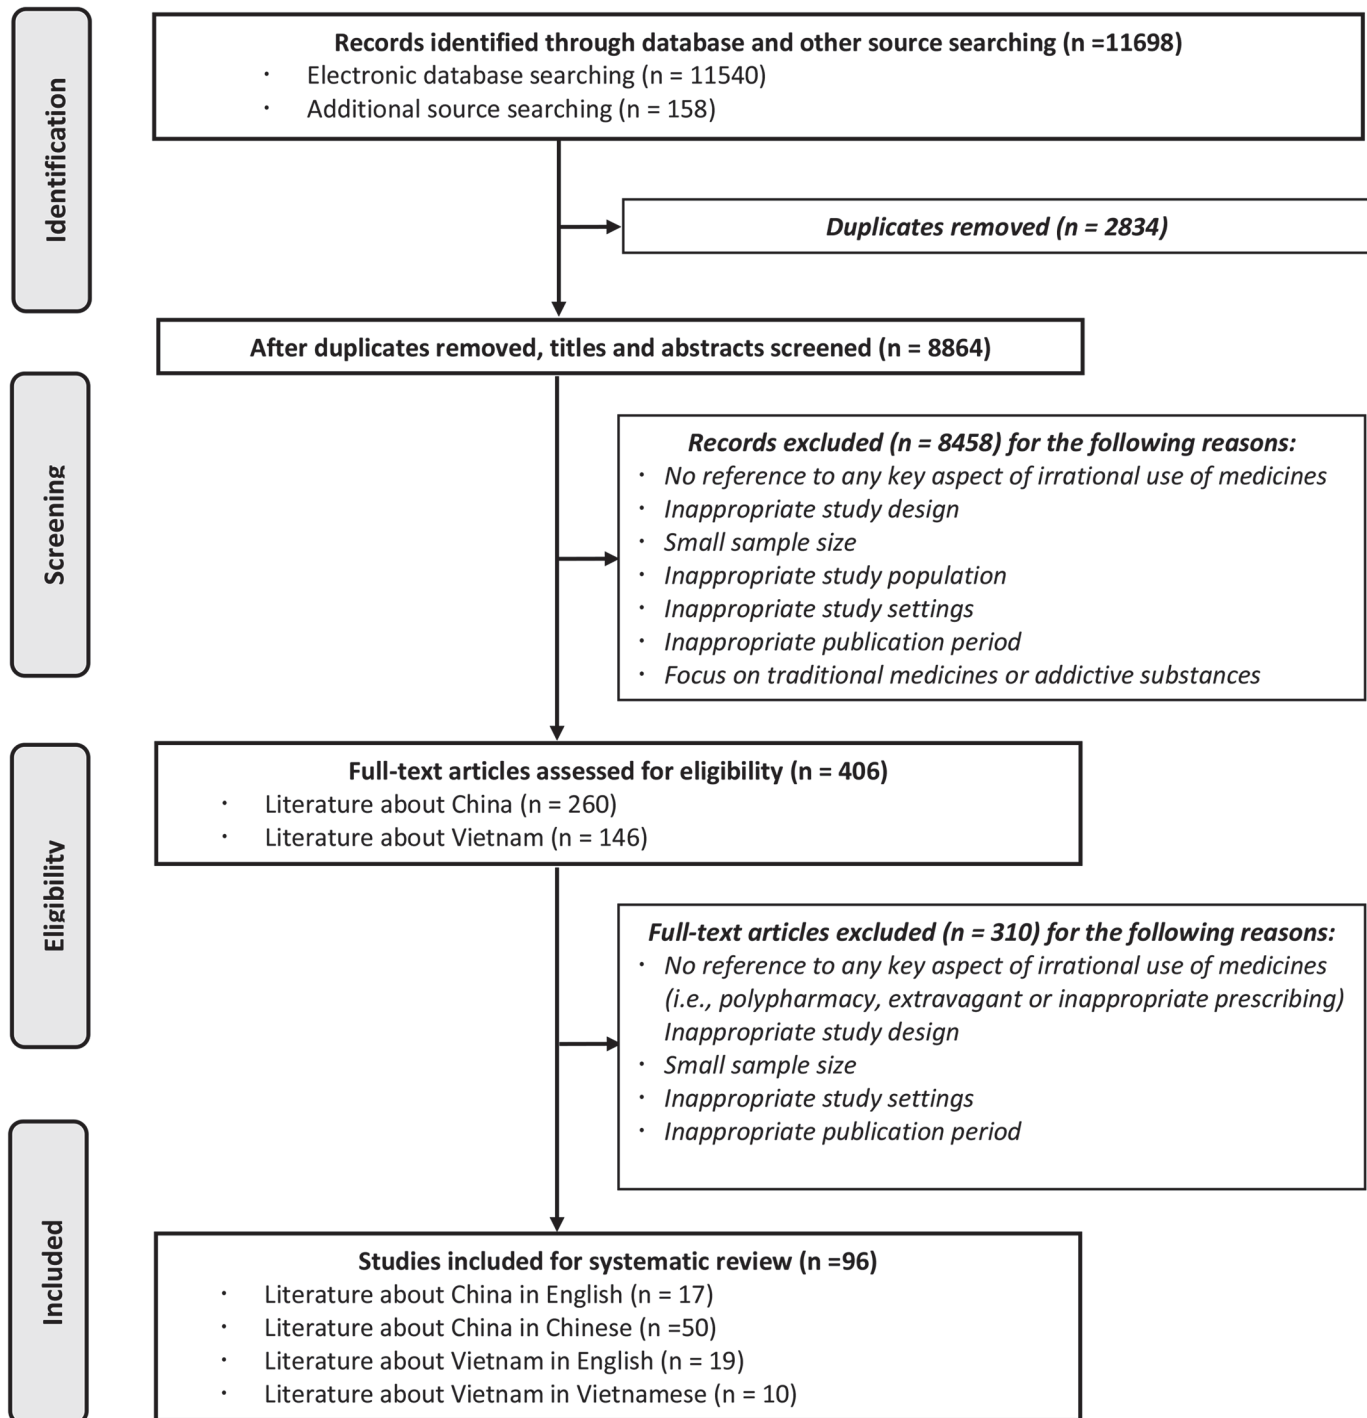 Identification
Records identified through database and other source searching (n =11698)
· Electronic database searching (n = 11540)
· Additional source searching (n = 158)
Duplicates removed (n = 2834)
After duplicates removed, titles and abstracts screened (n = 8864)
Screening
Records excluded (n = 8458) for the following reasons:
· No reference to any key aspect of irrational use of medicines
· Inappropriate study design
· Small sample size
· Inappropriate study population
· Inappropriate study settings
· Inappropriate publication period
· Focus on traditional medicines or addictive substances
Eligibility
Full-text articles assessed for eligibility (n = 406)
· Literature about China (n = 260)
· Literature about Vietnam (n = 146)
Full-text articles excluded (n = 310) for the following reasons:
· No reference to any key aspect of irrational use of medicines
(i.e., polypharmacy, extravagant or inappropriate prescribing)
Inappropriate study design
· Small sample size
· Inappropriate study settings
· Inappropriate publication period
Included
Studies included for systematic review (n =96)
· Literature about China in English (n = 17)
· Literature about China in Chinese (n =50)
· Literature about Vietnam in English (n = 19)
· Literature about Vietnam in Vietnamese (n = 10)